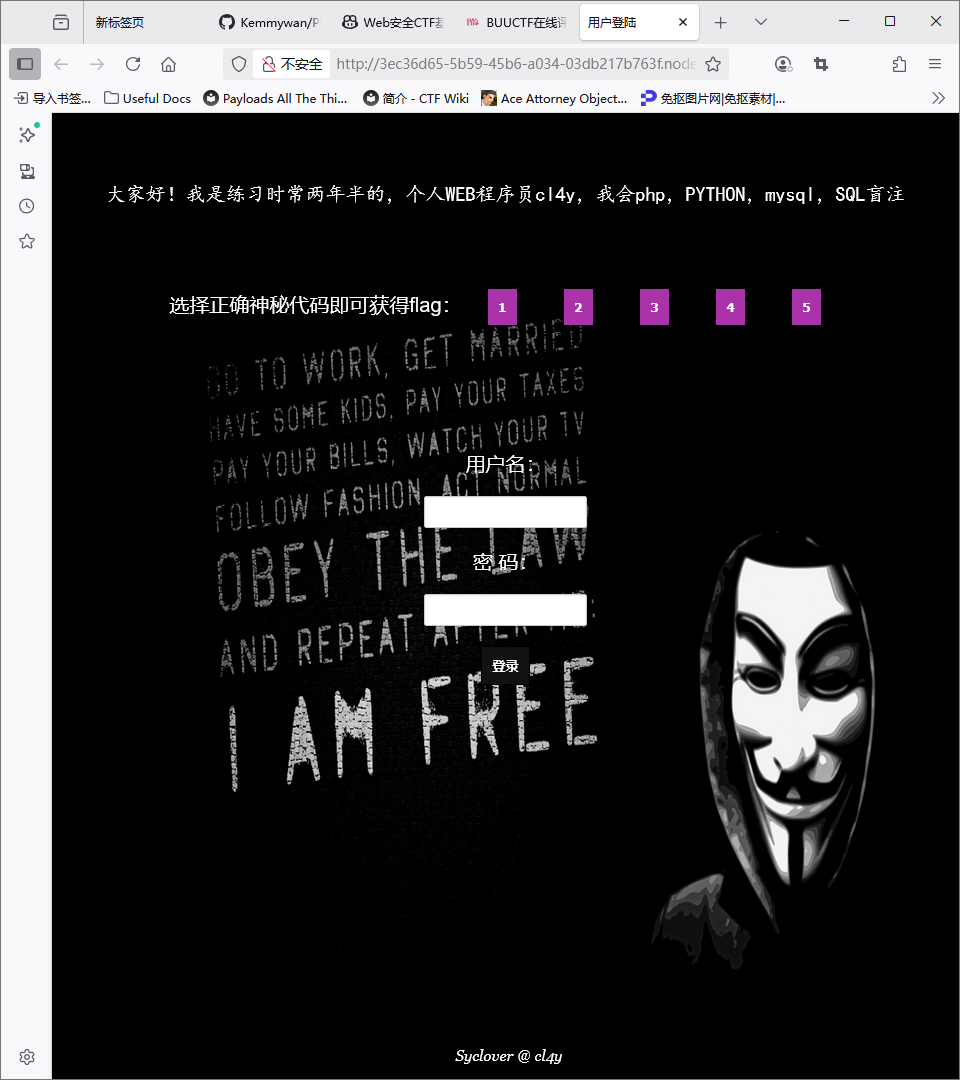 新标签页
Kemmywan/P
Web安全CTF基
BUUCTF在线评
用户登陆
不安全
http://3ec36d65-5b59-45b6-a034-03db217b763f.node
导入书签...
Useful Docs
Payloads All The Thi...
简介 - CTF Wiki
Ace Attorney Object...
免抠图片网|免抠素材|...
大家好！我是练习时常两年半的，个人WEB程序员cl4y，我会php，PYTHON，mysql，SQL盲注
选择正确神秘代码即可获得flag：
1 2 3 4 5
GO TO WORK, GET MARRIED
HAVE SOME KIDS, PAY YOUR TAXES
PAY YOUR BILLS, WATCH YOUR TV
FOLLOW FASHION, ACT NORMAL
OBEY THE LAW
AND REPEAT AFTER ME:
I AM FREE
用户名：
密 码：
登录
Syclover @ cl4y